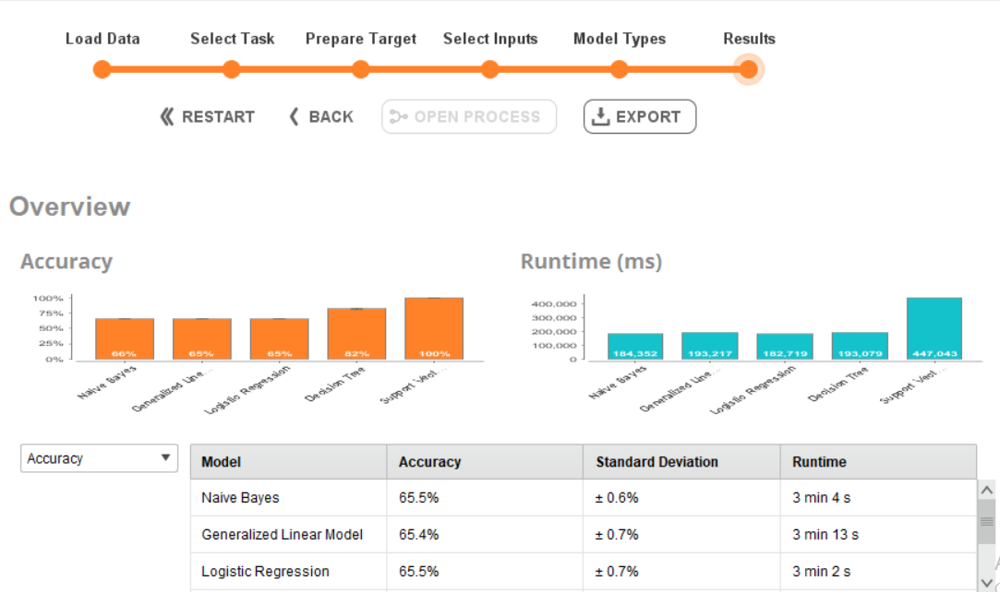 Load Data Select Task Prepare Target Select Inputs Model Types Results
RESTART BACK OPEN PROCESS EXPORT
Overview
Accuracy
100%
75%
50%
25%
0%
66% 65% 65% 82% 100%
Naive Bayes Generalized Line... Logistic Regression Decision Tree Support Vect...
Runtime (ms)
400,000
300,000
200,000
100,000
0
184,352 193,217 182,719 193,079 447,043
Naive Bayes Generalized Line... Logistic Regression Decision Tree Support Vect...
Accuracy
Model Accuracy Standard Deviation Runtime
Naive Bayes 65.5% ± 0.6% 3 min 4 s
Generalized Linear Model 65.4% ± 0.7% 3 min 13 s
Logistic Regression 65.5% ± 0.7% 3 min 2 s